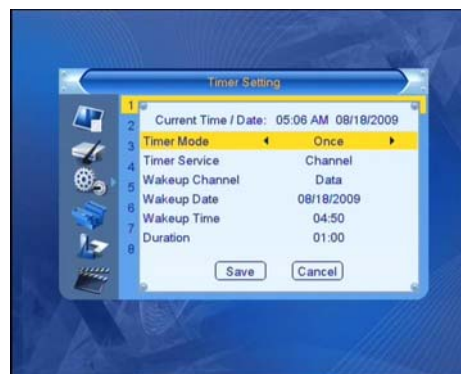 Timer Setting
1
2
3
4
5
6
7
8
Current Time / Date: 05:06 AM 08/18/2009
Timer Mode Once
Timer Service Channel
Wakeup Channel Data
Wakeup Date 08/18/2009
Wakeup Time 04:50
Duration 01:00
Save Cancel